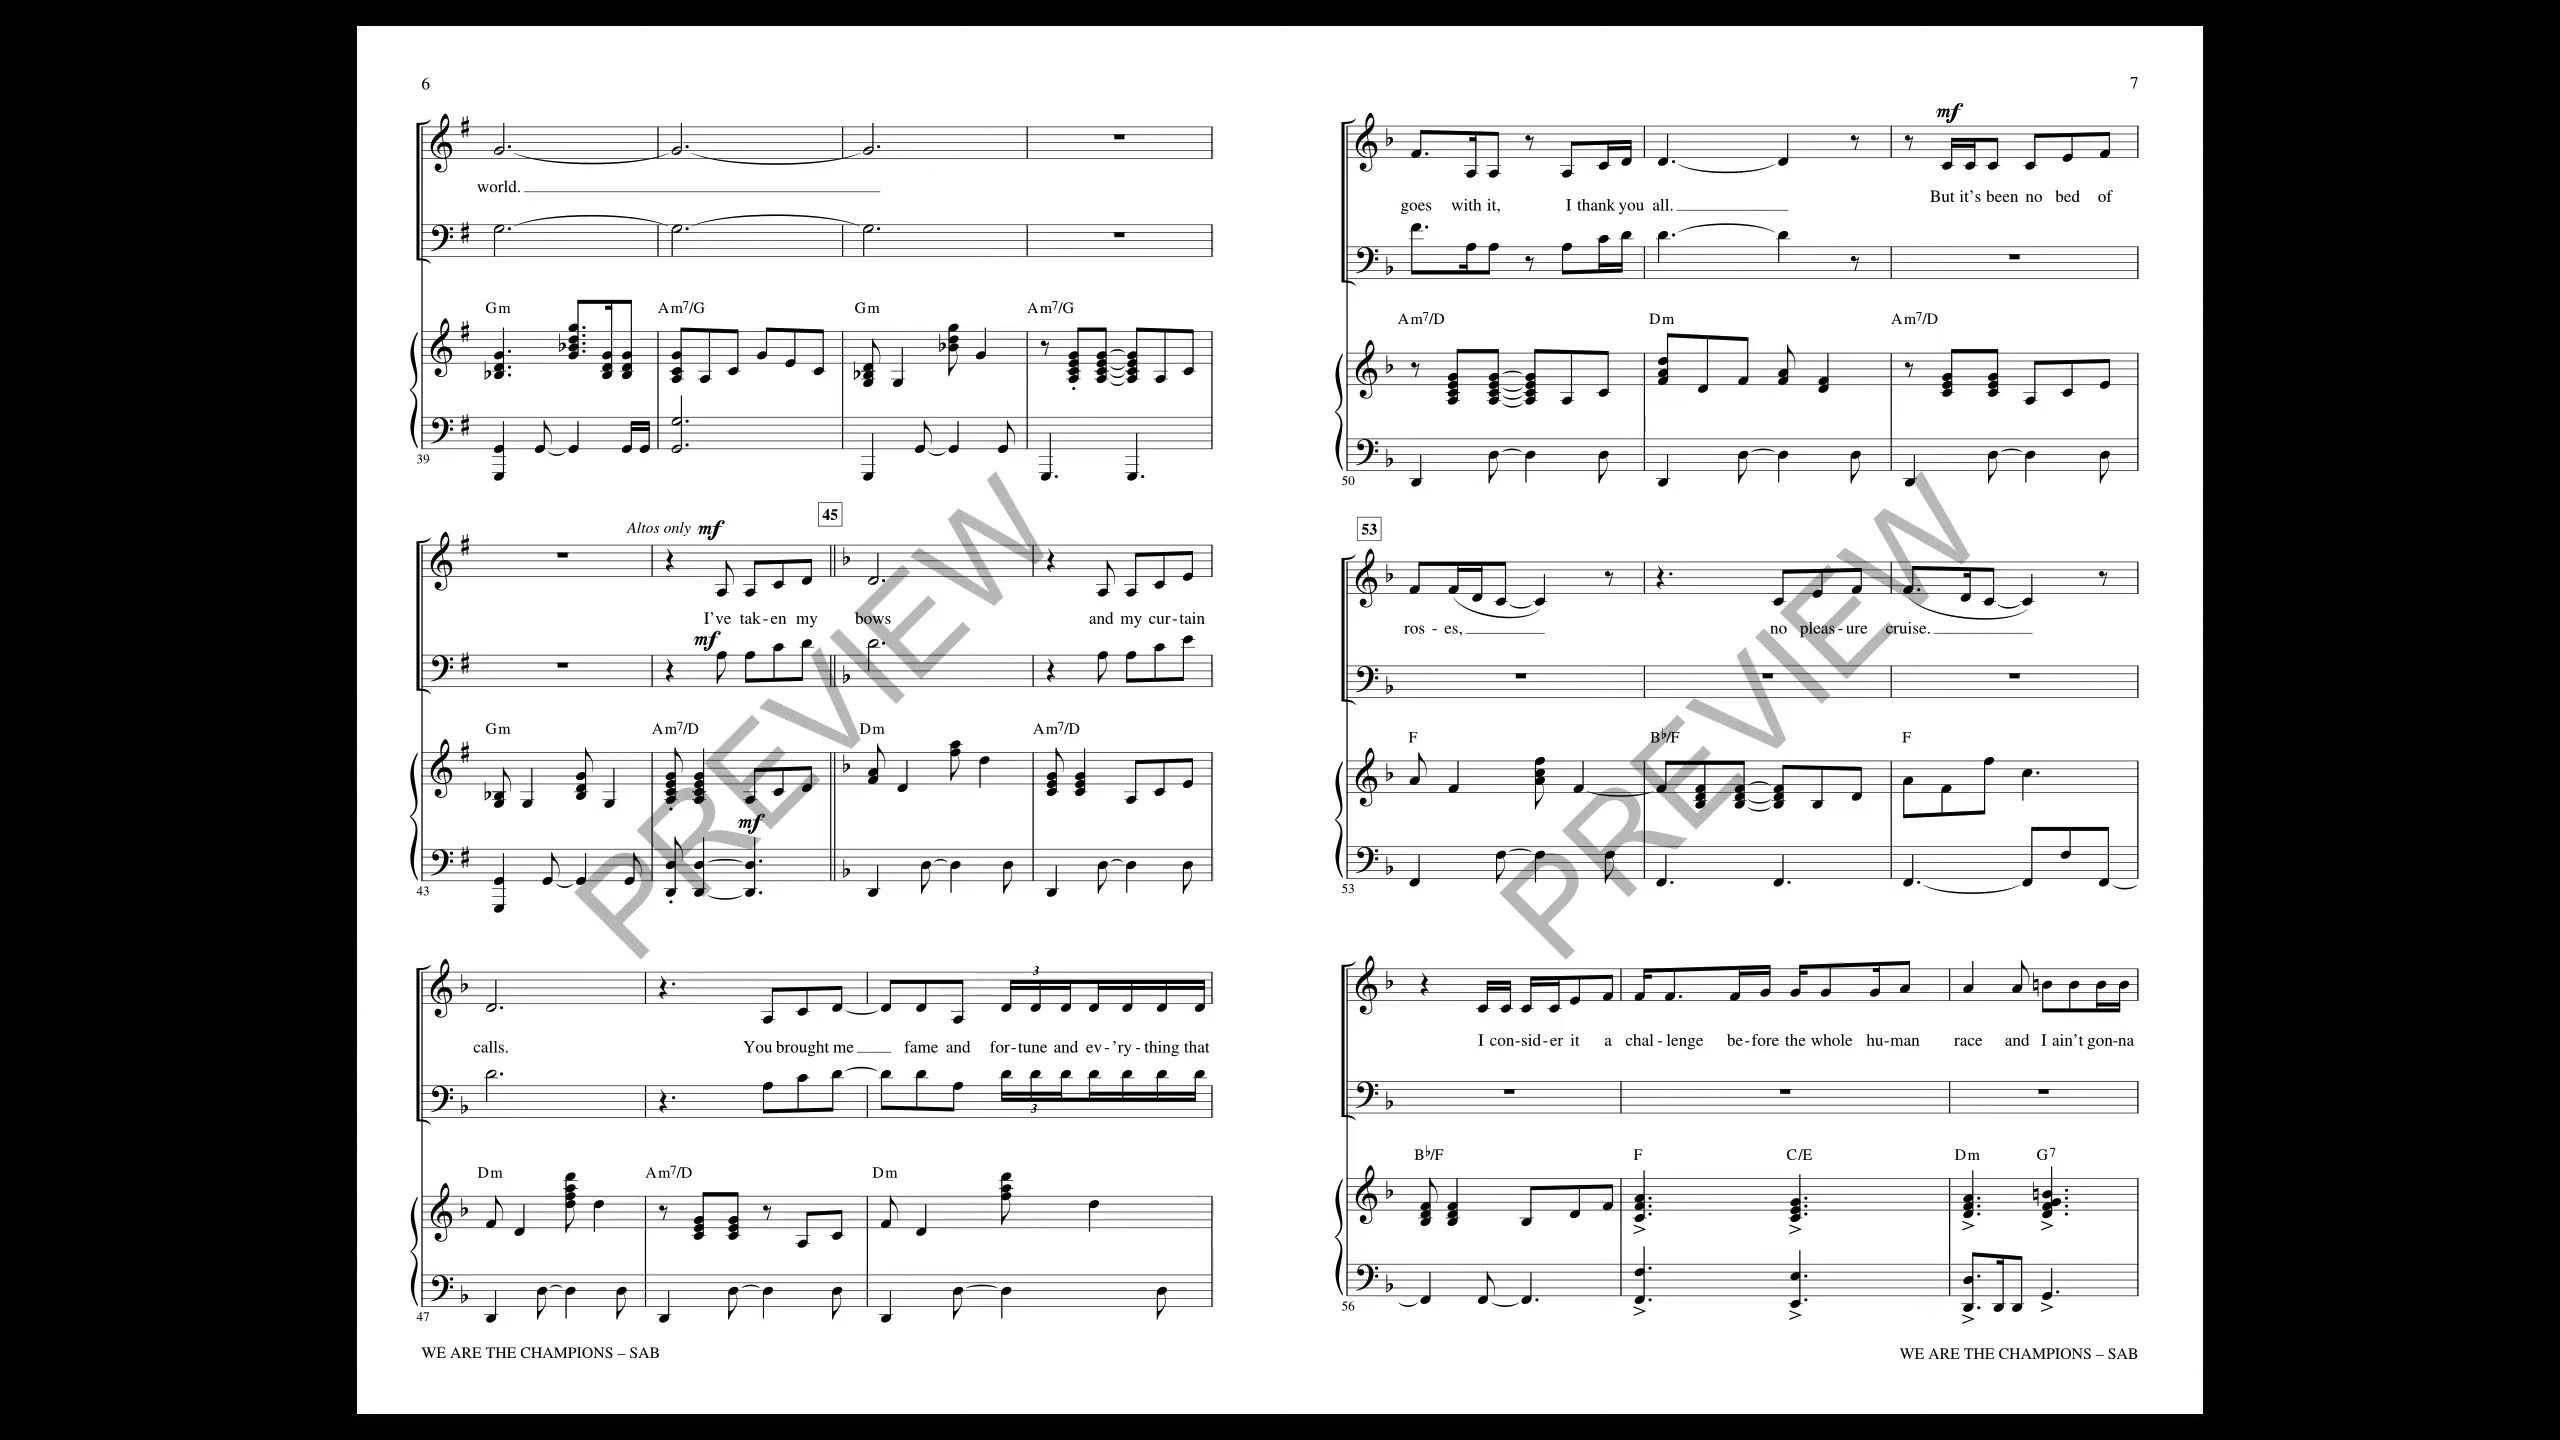 6
world.
Gm Am7/G Gm Am7/G
39
Altos only mf 45
I've tak - en my bows and my cur - tain
mf
Gm Am7/D Dm Am7/D
mf
43
3
calls. You brought me fame and for - tune and ev - 'ry - thing that
3
Dm Am7/D Dm
47
WE ARE THE CHAMPIONS – SAB
7
mf
goes with it, I thank you all. But it's been no bed of
Am7/D Dm Am7/D
50
53
ros - es, no pleas - ure cruise.
F B♭/F F
53
I con - sid - er it a chal - lenge be - fore the whole hu - man race and I ain't gon - na
B♭/F F C/E Dm G7
56
WE ARE THE CHAMPIONS – SAB
PREVIEW
PREVIEW